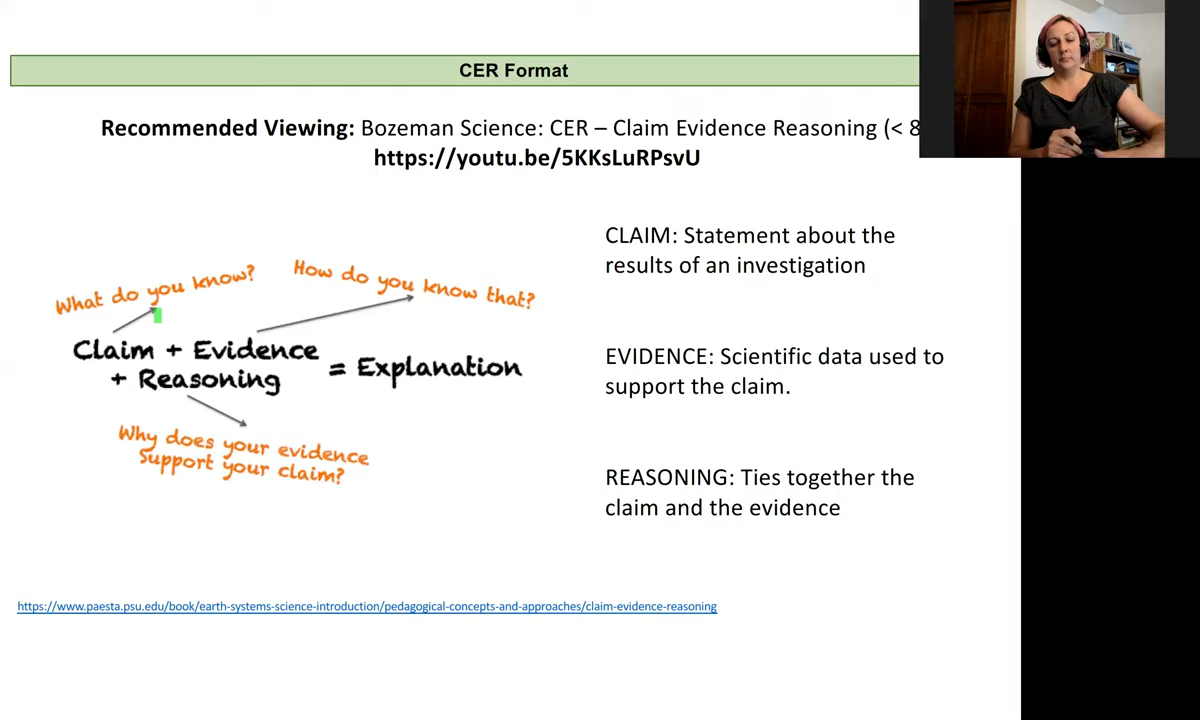 CER Format
Recommended Viewing: Bozeman Science: CER – Claim Evidence Reasoning (< 8
https://youtu.be/5KKsLuRPsvU
What do you know?
How do you know that?
Claim + Evidence
+ Reasoning
= Explanation
Why does your evidence
Support your claim?
CLAIM: Statement about the
results of an investigation
EVIDENCE: Scientific data used to
support the claim.
REASONING: Ties together the
claim and the evidence
https://www.paesta.psu.edu/book/earth-systems-science-introduction/pedagogical-concepts-and-approaches/claim-evidence-reasoning